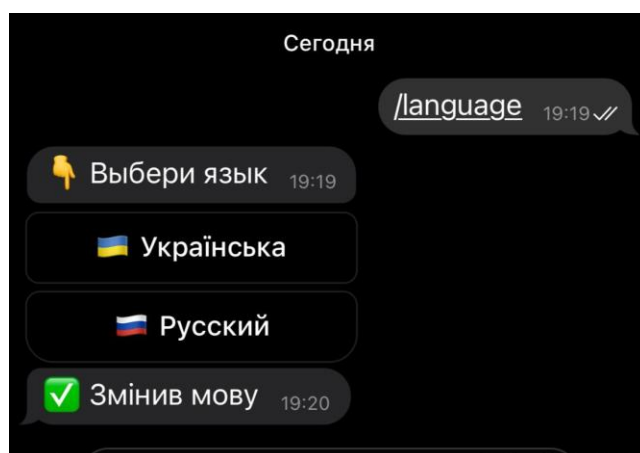 Сегодня
/language 19:19
👇 Выбери язык 19:19
🇺🇦 Українська
🇷🇺 Русский
✅ Змінив мову 19:20